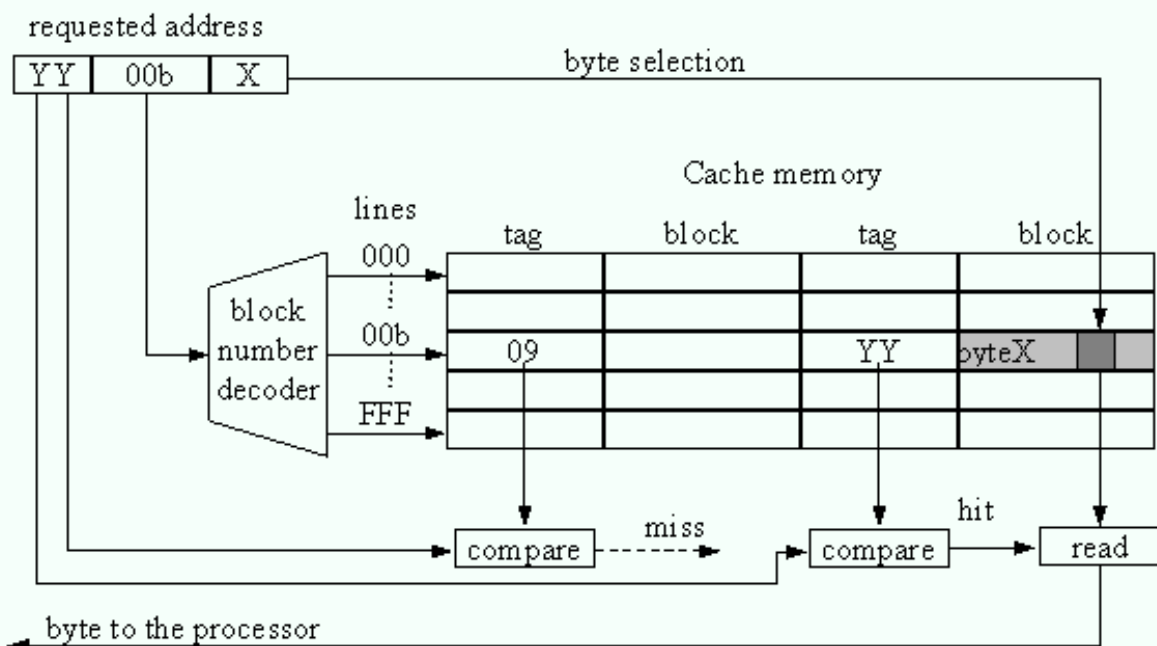 requested address
YY 00b X
byte selection
Cache memory
lines
tag block tag block
000
block
number
decoder
00b
09 YY byteX
FFF
miss
hit
compare compare read
byte to the processor